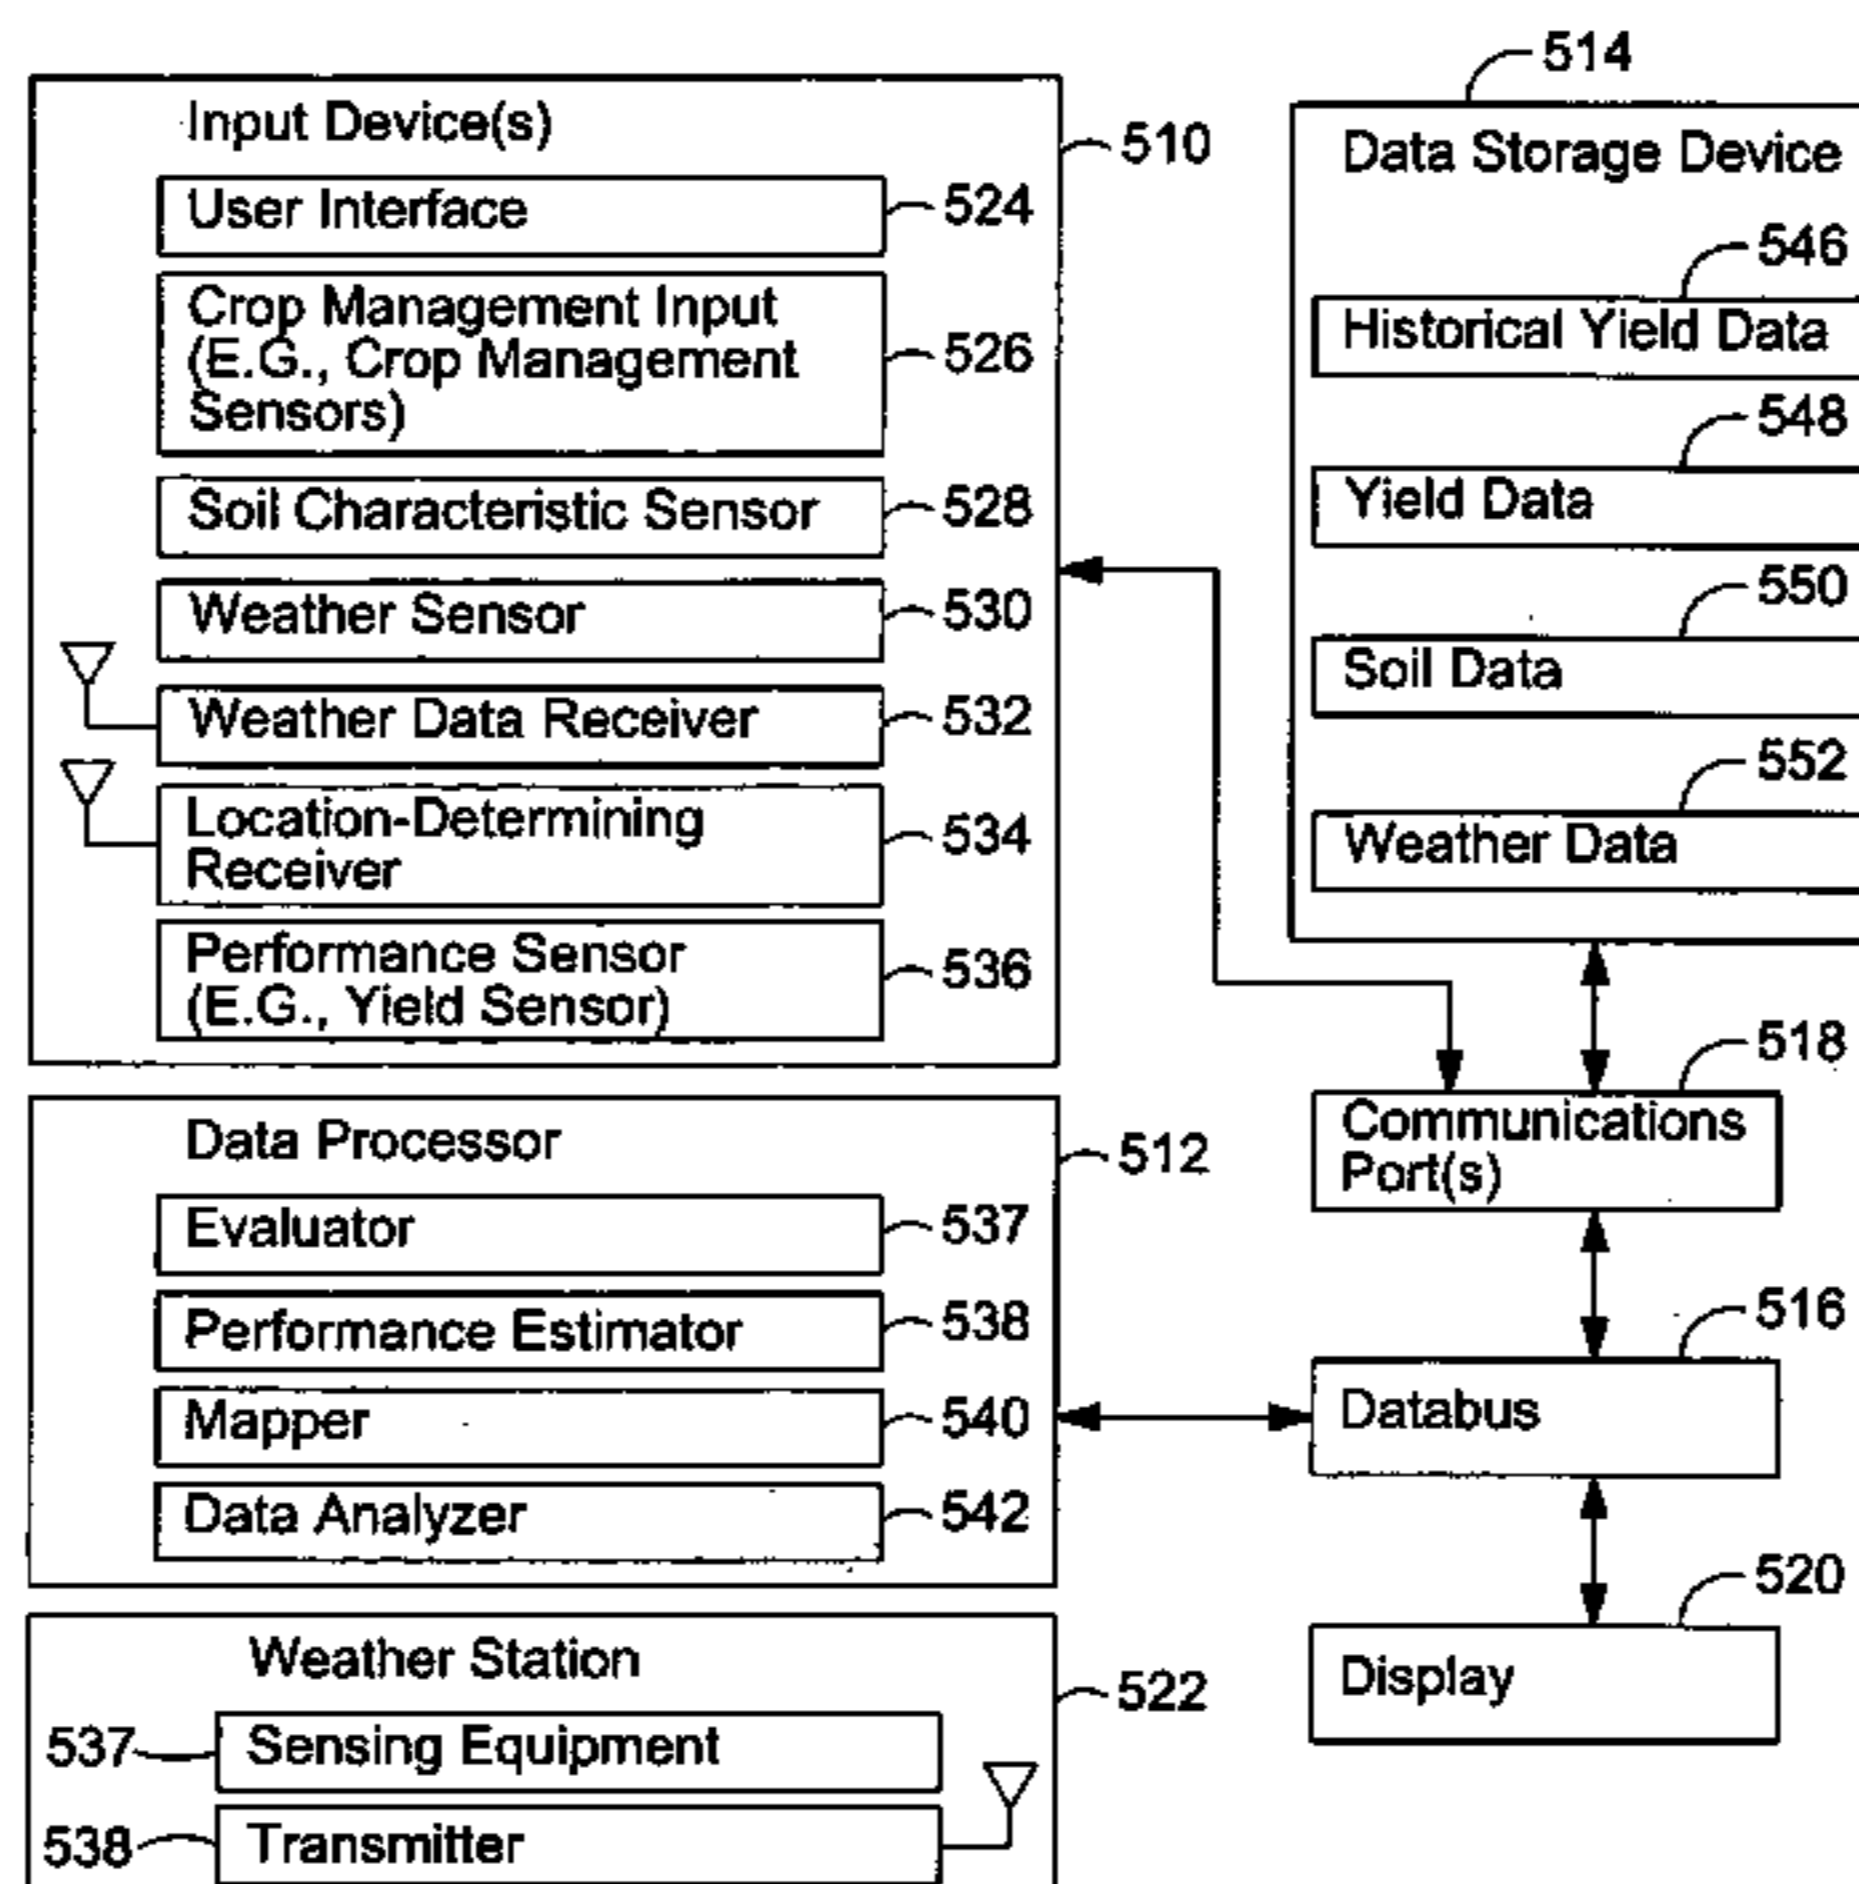 Input Device(s)
510
User Interface
524
Crop Management Input
(E.G., Crop Management
Sensors)
526
Soil Characteristic Sensor
528
Weather Sensor
530
Weather Data Receiver
532
Location-Determining
Receiver
534
Performance Sensor
(E.G., Yield Sensor)
536
Data Processor
512
Evaluator
537
Performance Estimator
538
Mapper
540
Data Analyzer
542
Weather Station
522
537
Sensing Equipment
538
Transmitter
514
Data Storage Device
546
Historical Yield Data
548
Yield Data
550
Soil Data
552
Weather Data
518
Communications
Port(s)
516
Databus
520
Display